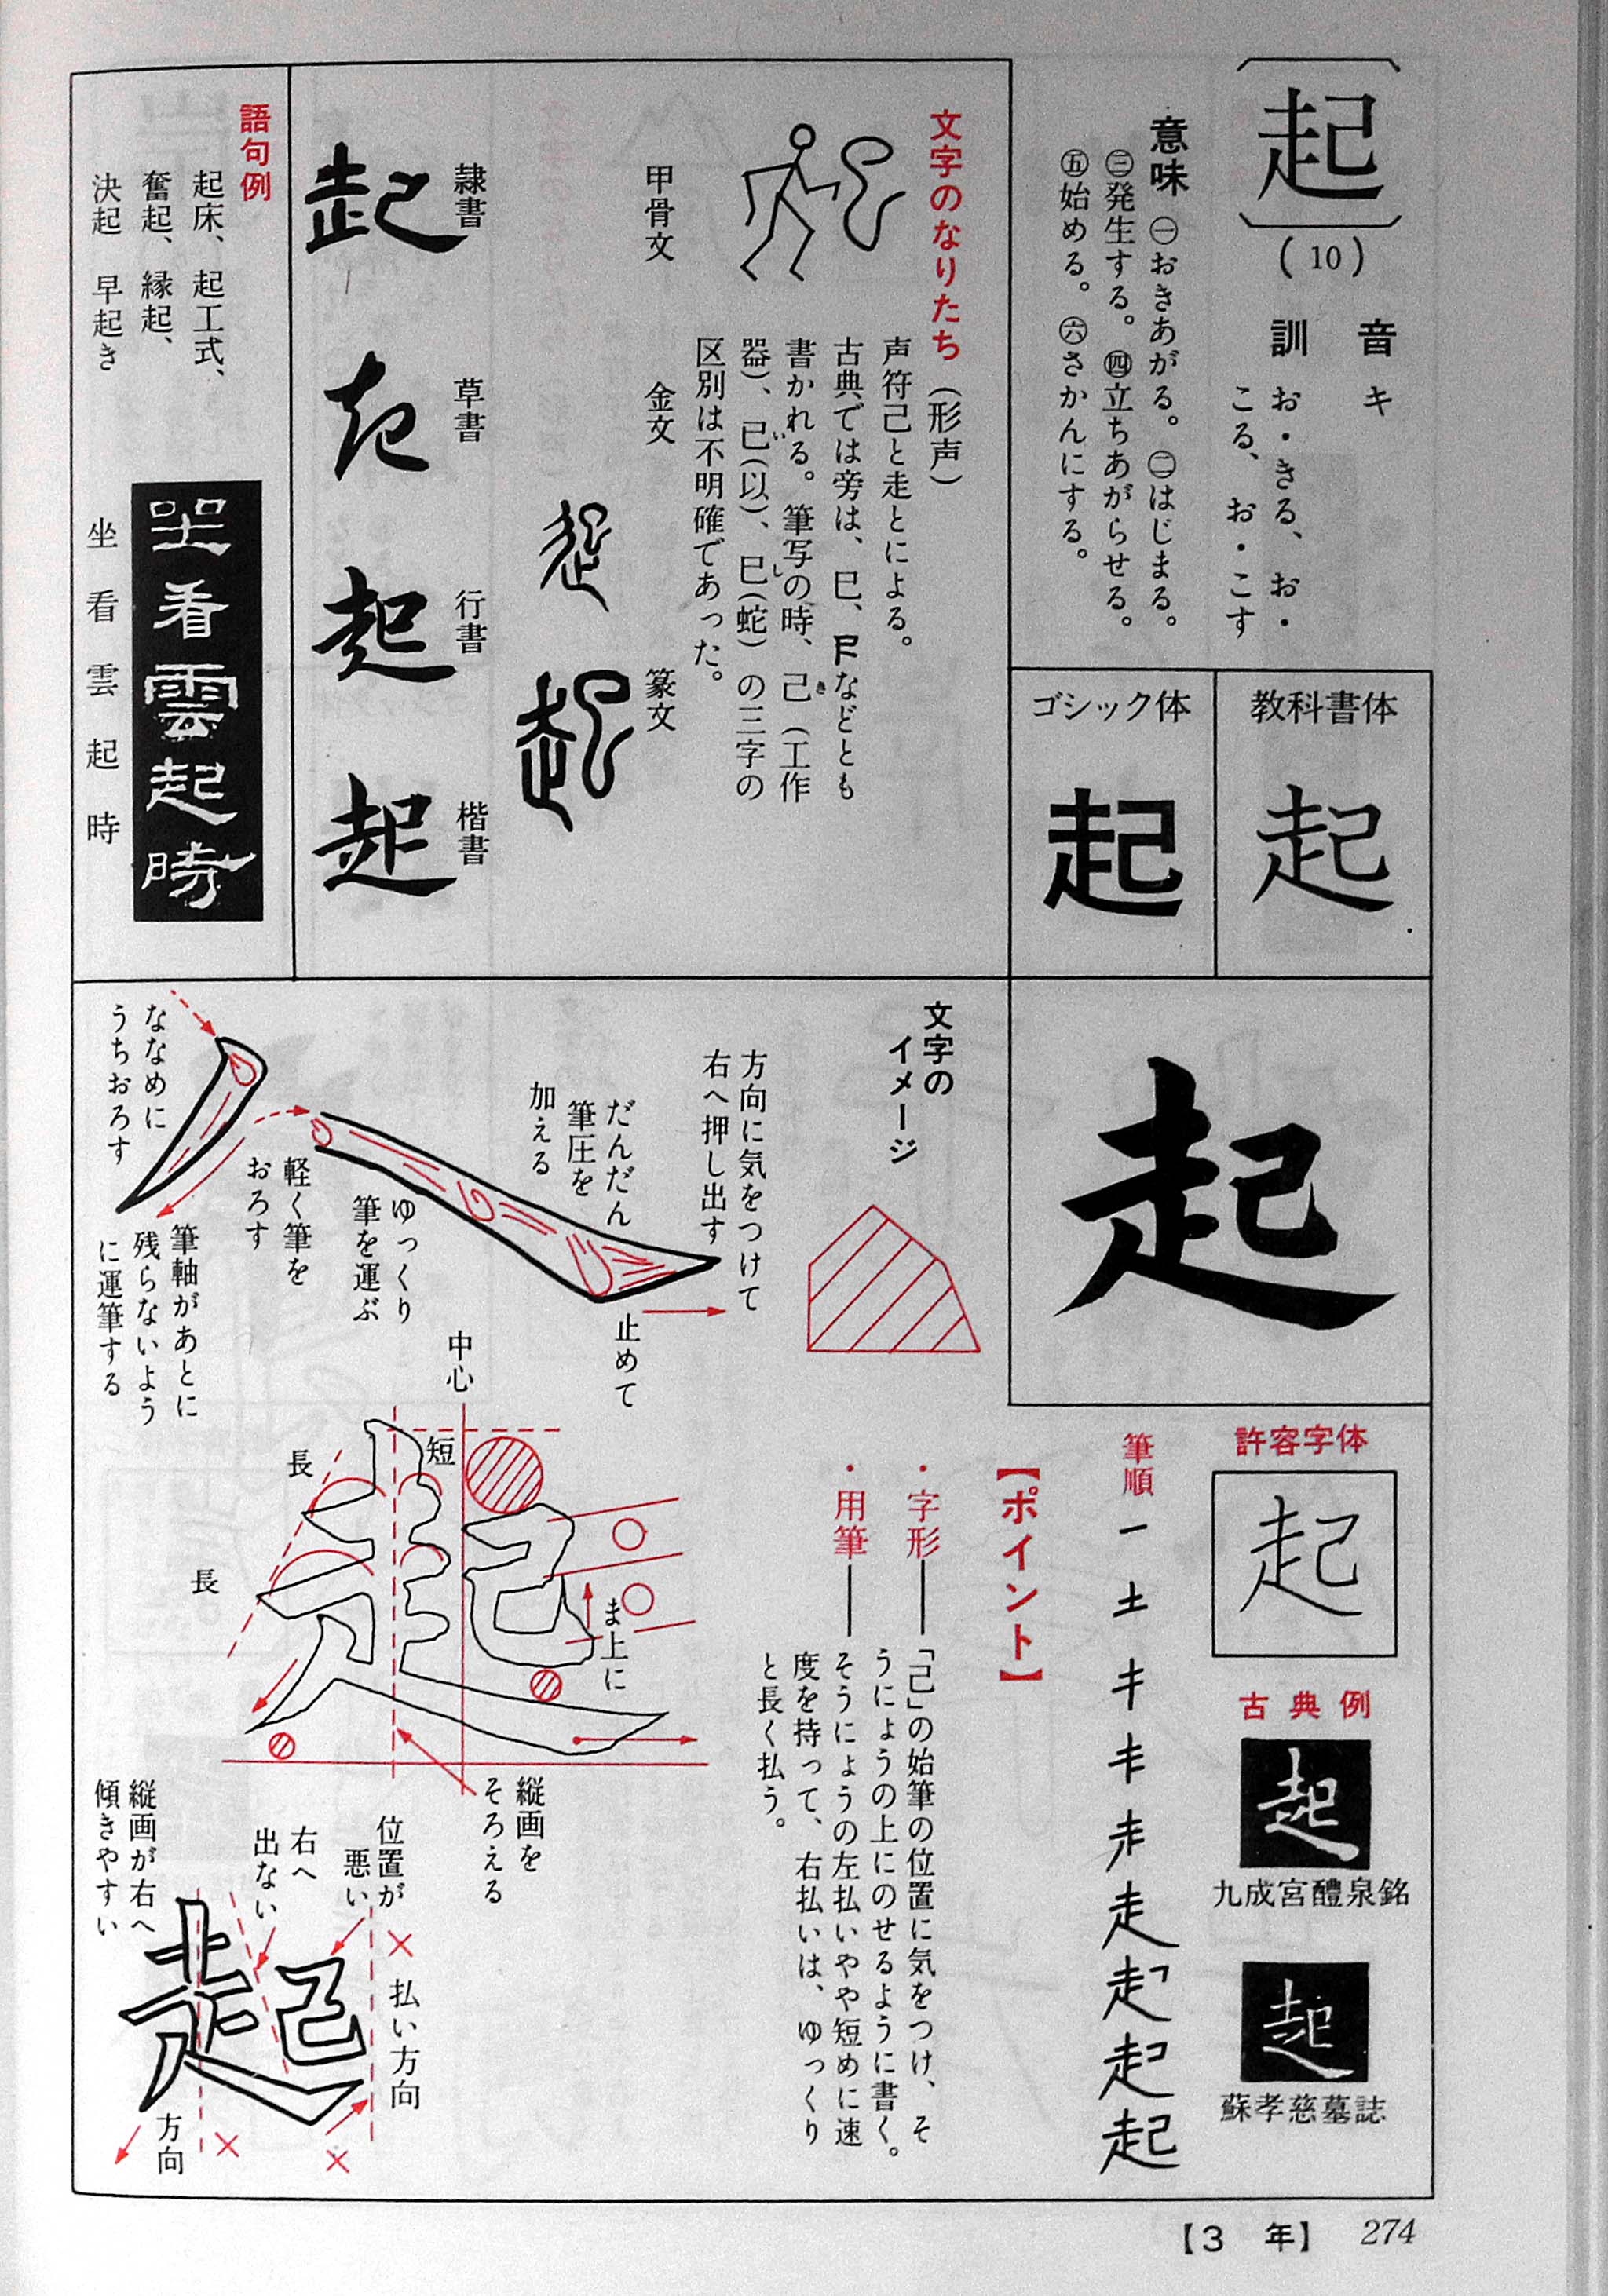 起
(10)
音　キ
訓　お・きる、お・
こる、お・こす
意味　㊀おきあがる。㊁はじまる。
㊂発生する。㊃立ちあがらせる。
㊄始める。㊅さかんにする。
教科書体
起
ゴシック体
起
文字のなりたち（形声）
声符己と走とによる。
古典では旁は、巳、𠃜などとも
書かれる。筆写の時、己（工作
器）、已（以）、巳（蛇）の三字の
区別は不明確であった。
甲骨文
金文
篆文
隷書
草書
行書
楷書
起
起
起
起
語句例
起床、起工式、
奮起、縁起、
決起　早起き
坐看雲起時
坐看雲起時
起
許容字体
起
古典例
起
九成宮醴泉銘
起
蘇孝慈墓誌
筆順
【ポイント】
・字形──「己」の始筆の位置に気をつけ、そ
うにょうの上にのせるように書く。
・用筆──そうにょうの左払いやや短めに速
度を持って、右払いは、ゆっくり
と長く払う。
文字の
イメージ
方向に気をつけて
右へ押し出す
だんだん
筆圧を
加える
止めて
ゆっくり
筆を運ぶ
軽く筆を
おろす
ななめに
うちおろす
筆軸があとに
残らないよう
に運筆する
中心
短
長
長
ま上に
縦画を
そろえる
位置が
悪い
右へ
出ない
縦画が右へ
傾きやすい
払い方向
方向
【3　年】　274